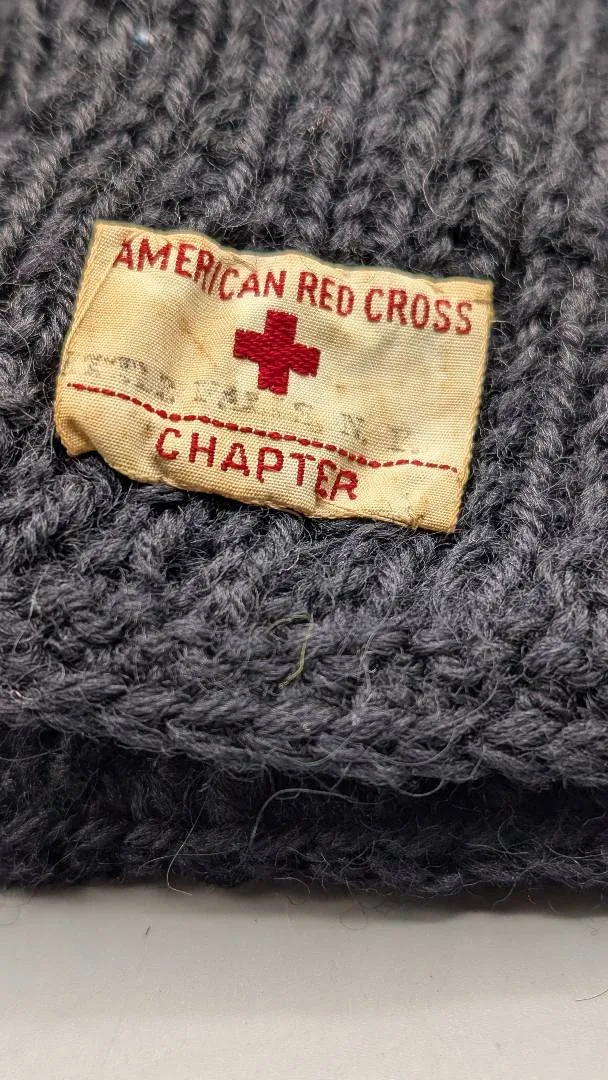 AMERICAN RED CROSS
N. Y.
CHAPTER